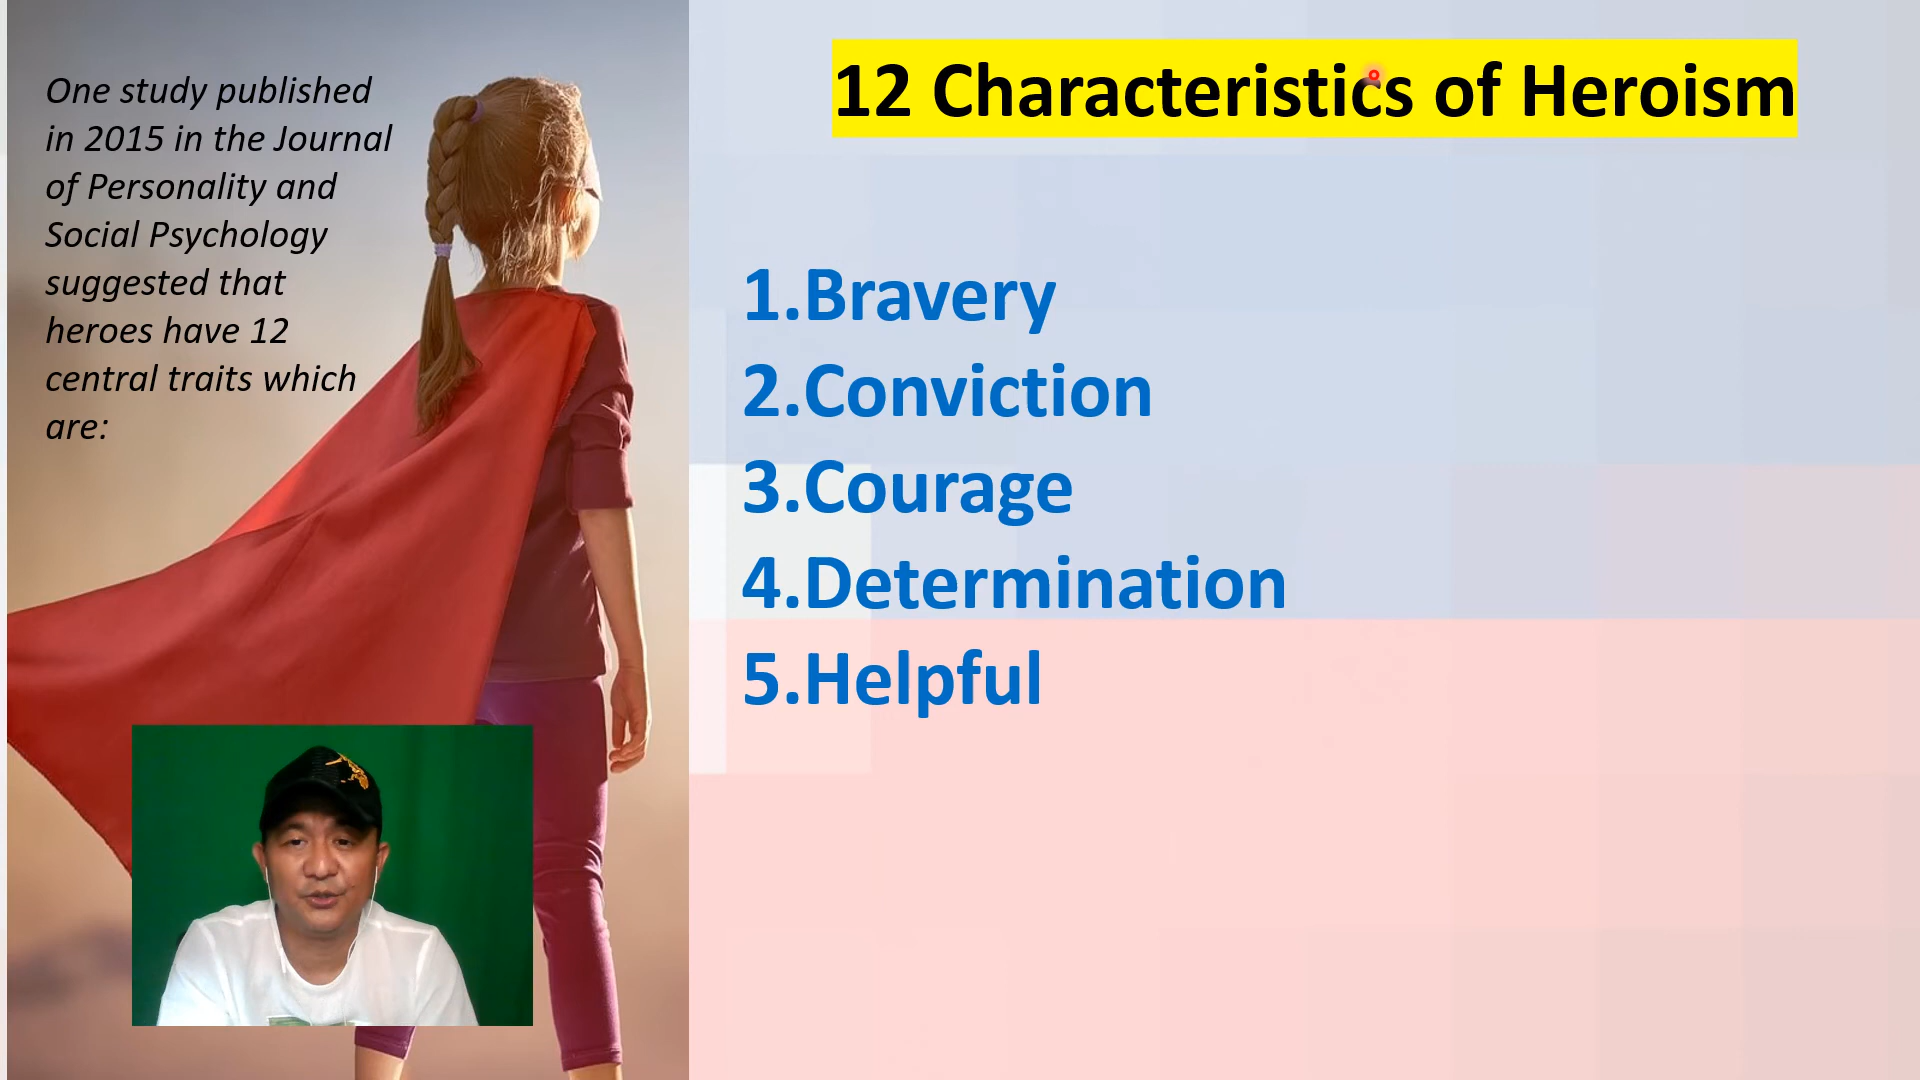 One study published
in 2015 in the Journal
of Personality and
Social Psychology
suggested that
heroes have 12
central traits which
are:
12 Characteristics of Heroism
1.Bravery
2.Conviction
3.Courage
4.Determination
5.Helpful